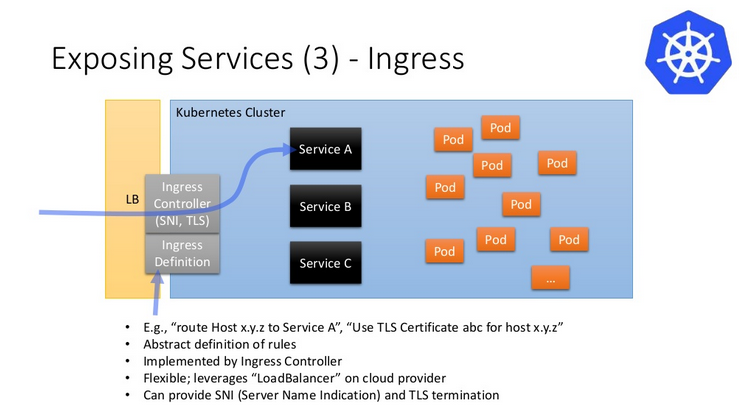 Exposing Services (3) - Ingress
Kubernetes Cluster
LB
Ingress
Controller
(SNI, TLS)
Ingress
Definition
Service A
Service B
Service C
Pod
Pod
Pod
Pod
Pod
Pod
Pod
Pod
Pod
...
• E.g., “route Host x.y.z to Service A”, “Use TLS Certificate abc for host x.y.z”
• Abstract definition of rules
• Implemented by Ingress Controller
• Flexible; leverages “LoadBalancer” on cloud provider
• Can provide SNI (Server Name Indication) and TLS termination